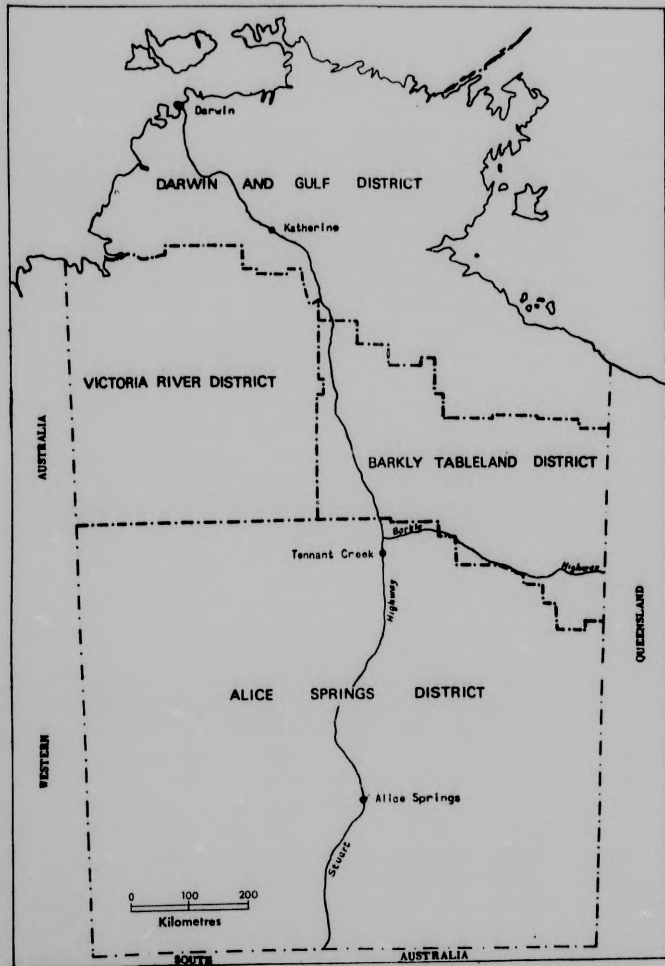 Darwin
DARWIN AND GULF DISTRICT
Katherine
VICTORIA RIVER DISTRICT
BARKLY TABLELAND DISTRICT
AUSTRALIA
Barkly
Highway
Tennant Creek
Highway
QUEENSLAND
ALICE SPRINGS DISTRICT
WESTERN
Alice Springs
Stuart
0 100 200
Kilometres
SOUTH AUSTRALIA